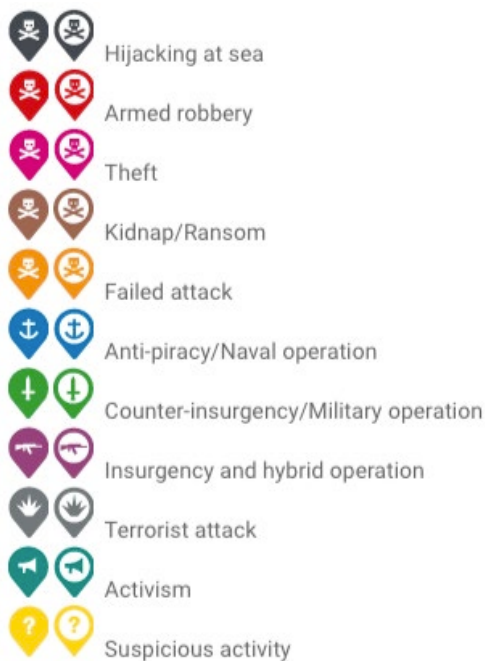 Hijacking at sea
Armed robbery
Theft
Kidnap/Ransom
Failed attack
Anti-piracy/Naval operation
Counter-insurgency/Military operation
Insurgency and hybrid operation
Terrorist attack
Activism
? ? Suspicious activity